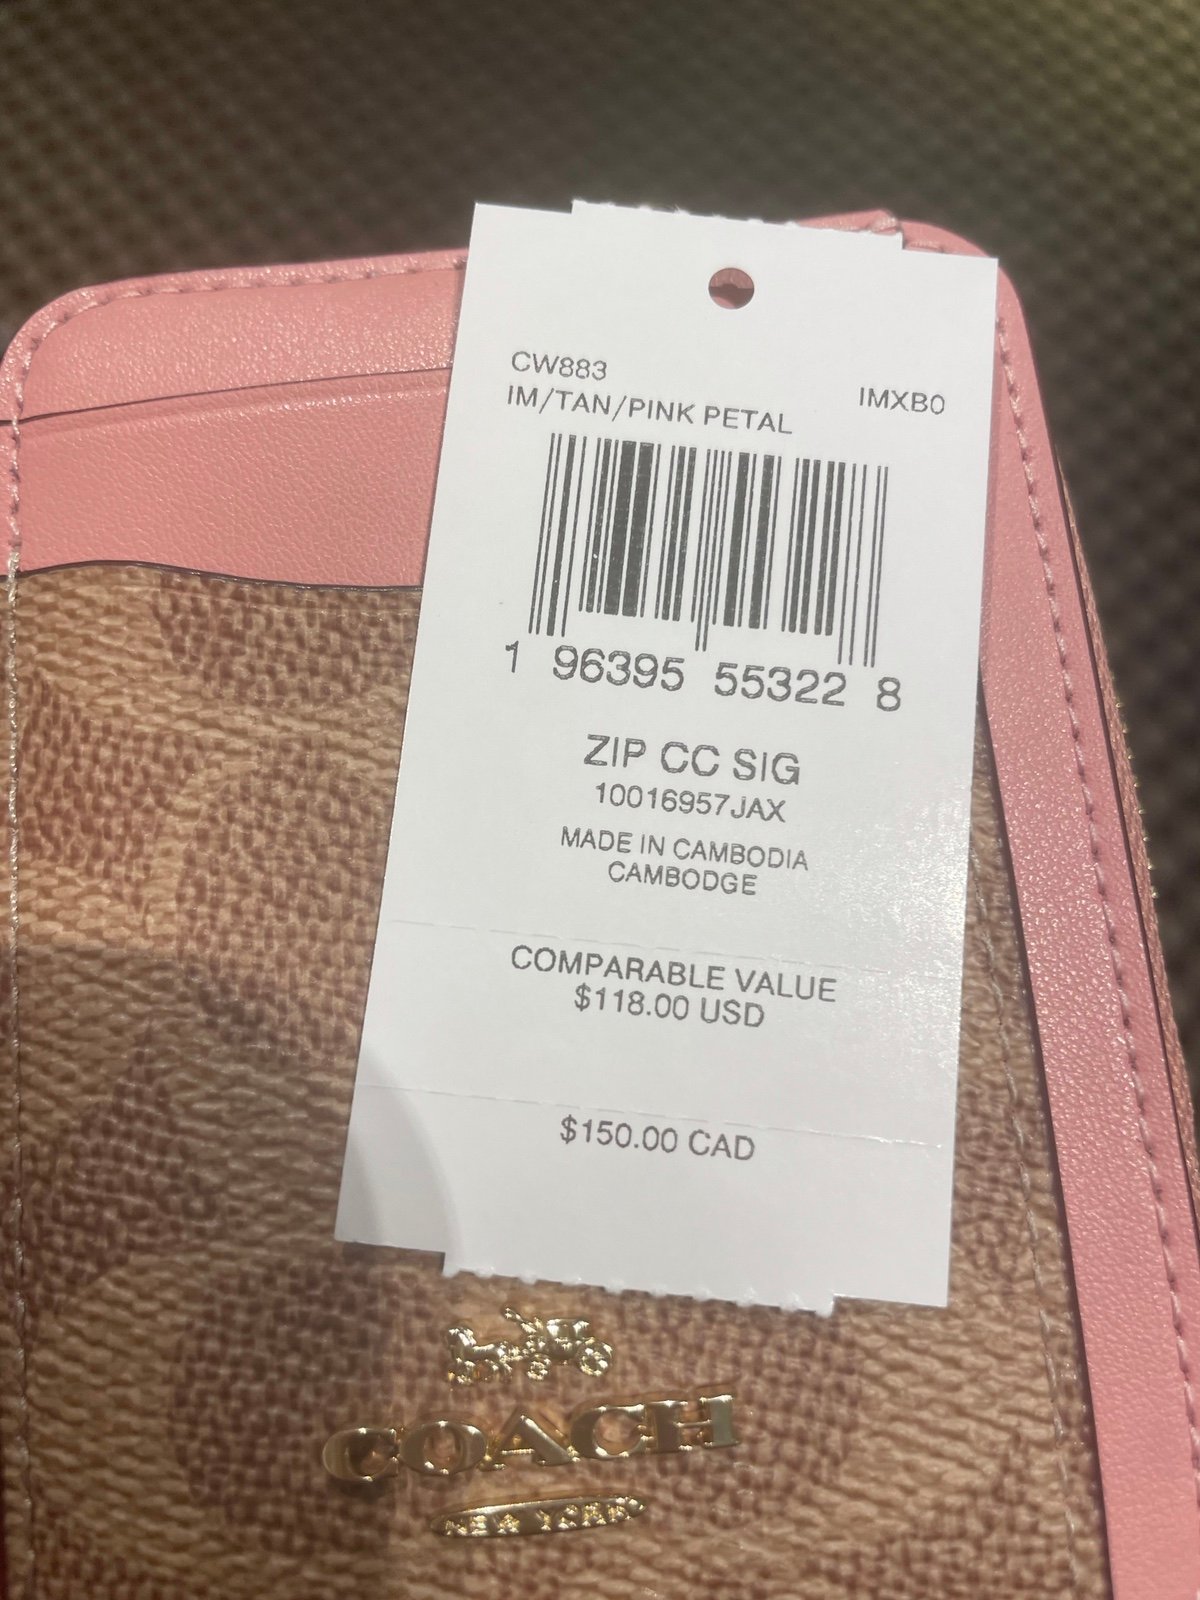 CW883
IM/TAN/PINK PETAL
IMXB0
1 96395 55322 8
ZIP CC SIG
10016957JAX
MADE IN CAMBODIA
CAMBODGE
COMPARABLE VALUE
$118.00 USD
$150.00 CAD
COACH
NEW YORK